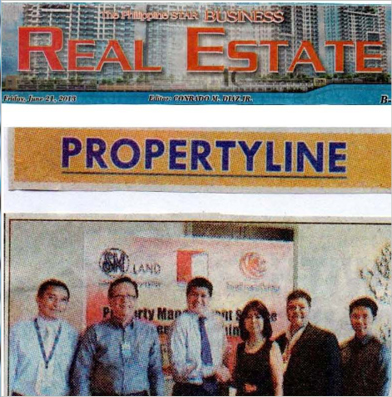 The Philippine STAR BUSINESS
REAL ESTATE
Friday, June 21, 2013
Editor: CONRADO M. DIAZ, JR.
B-
PROPERTYLINE
SM LAND
Property Management Service